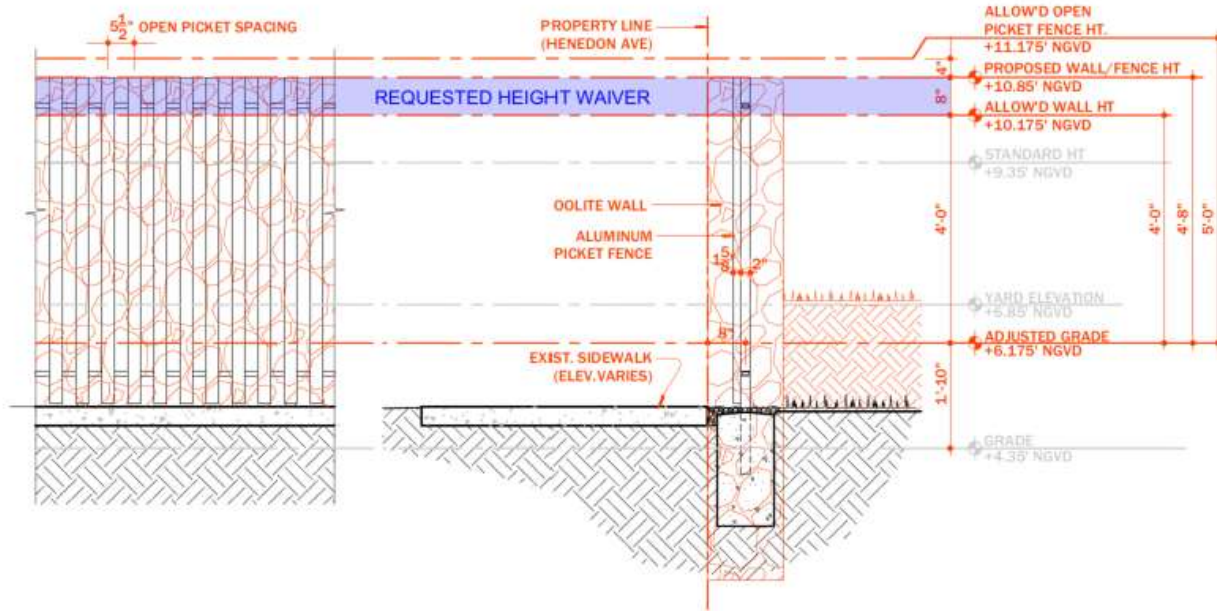 5 1/2" OPEN PICKET SPACING
PROPERTY LINE
(HENEDON AVE)
ALLOW'D OPEN
PICKET FENCE HT.
+11.175' NGVD
4"
PROPOSED WALL/FENCE HT
+10.85' NGVD
REQUESTED HEIGHT WAIVER
8"
ALLOW'D WALL HT
+10.175' NGVD
STANDARD HT
+9.35' NGVD
OOLITE WALL
ALUMINUM
PICKET FENCE
2"
4'-0"
4'-0"
4'-8"
5'-0"
YARD ELEVATION
+6.85' NGVD
8"
ADJUSTED GRADE
+6.175' NGVD
EXIST. SIDEWALK
(ELEV.VARIES)
1'-10"
GRADE
+4.35' NGVD